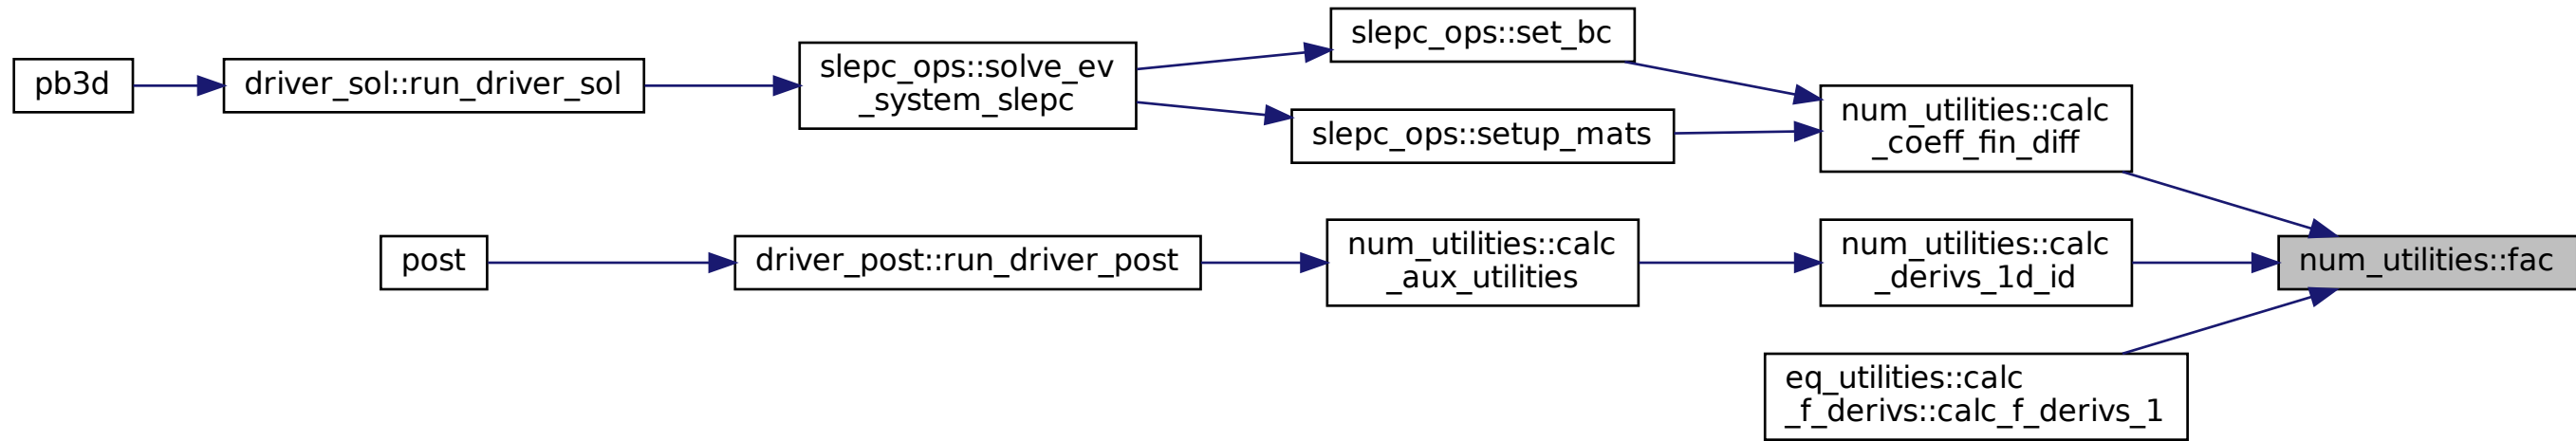 pb3d
driver_sol::run_driver_sol
slepc_ops::solve_ev
_system_slepc
slepc_ops::set_bc
slepc_ops::setup_mats
num_utilities::calc
_coeff_fin_diff
post
driver_post::run_driver_post
num_utilities::calc
_aux_utilities
num_utilities::calc
_derivs_1d_id
num_utilities::fac
eq_utilities::calc
_f_derivs::calc_f_derivs_1